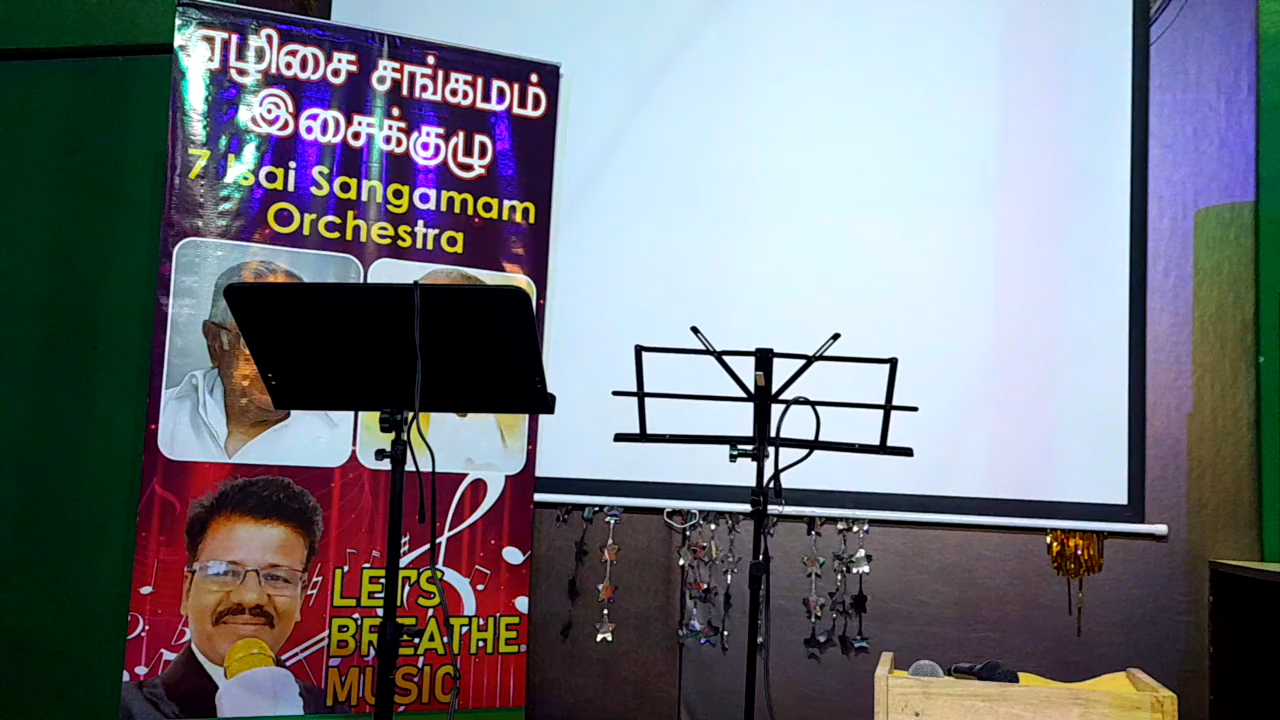 ஏழிசை சங்கமம்
இசைக்குழு
7 Isai Sangamam
Orchestra
LETS
BREATHE
MUSIC